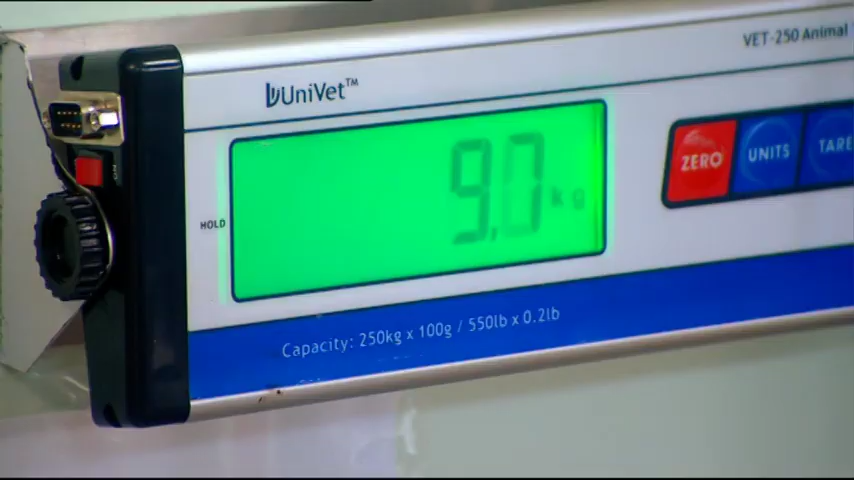 VET-250 Animal
UniVet™
9.0 kg
HOLD
ZERO
UNITS
TARE
Capacity: 250kg x 100g / 550lb x 0.2lb